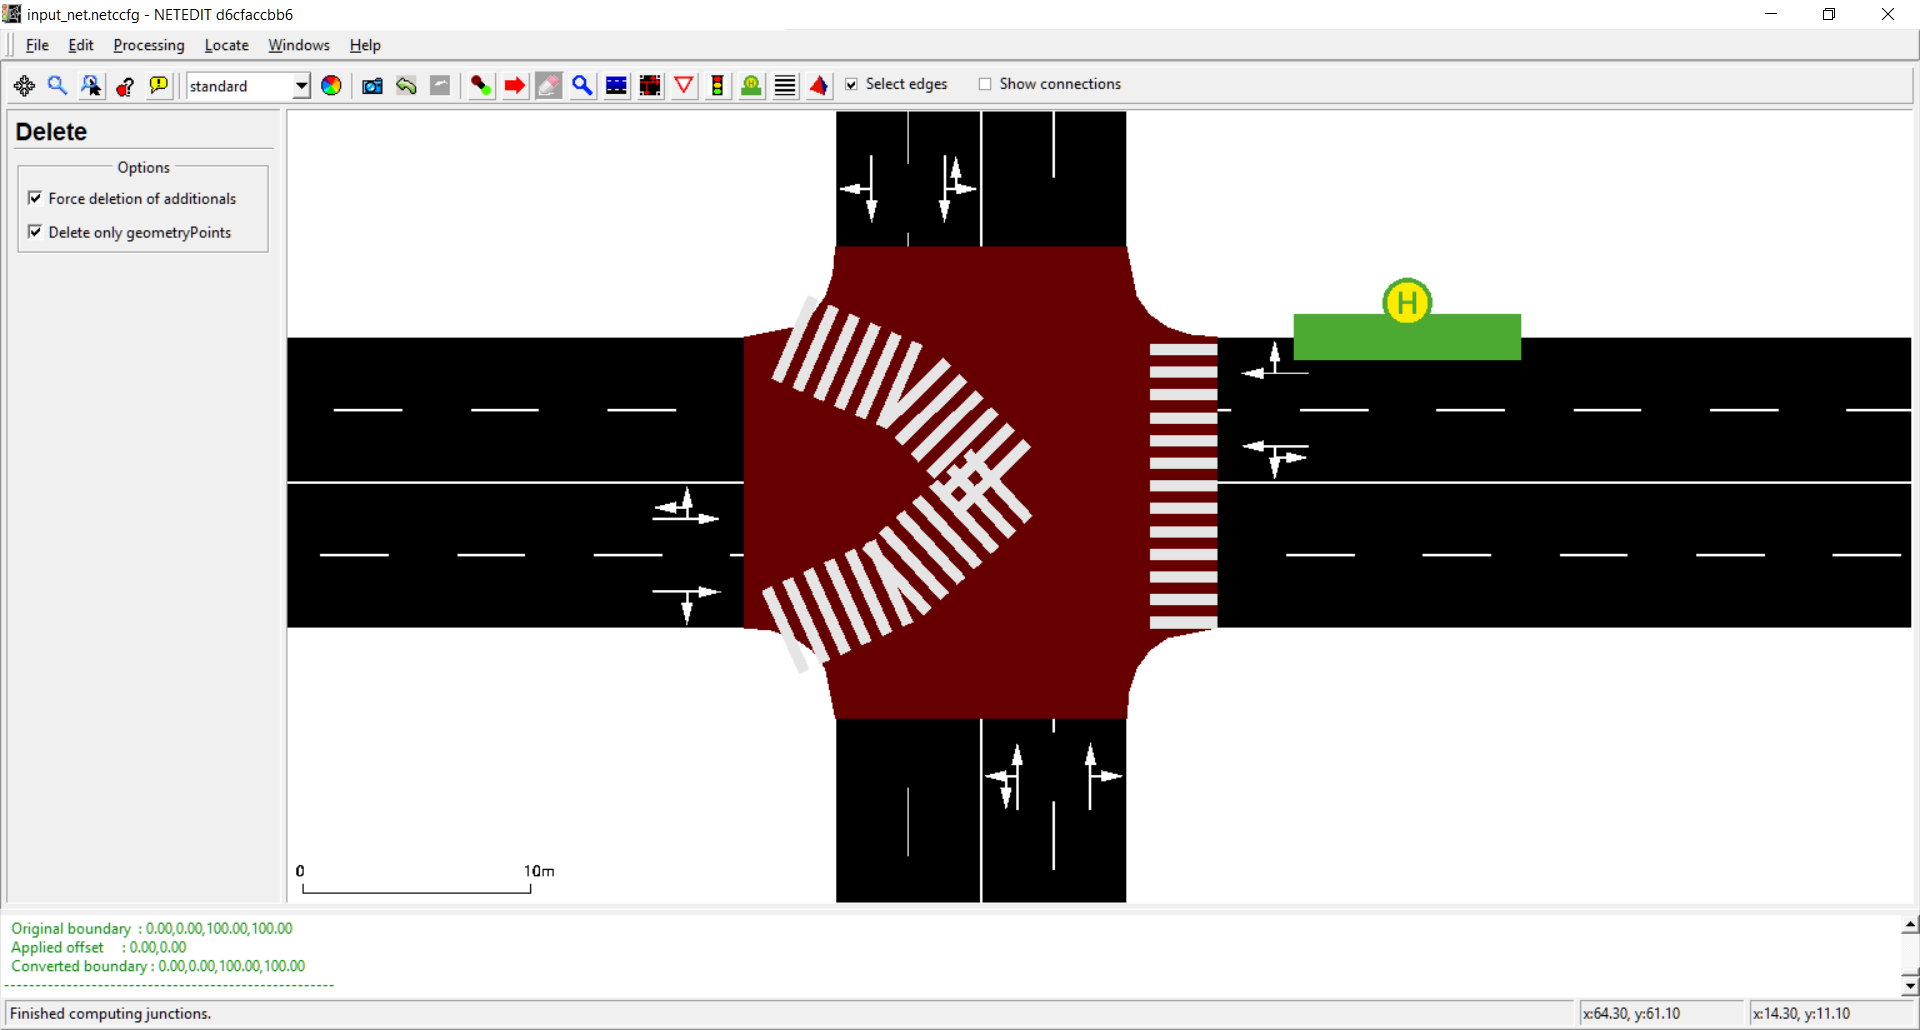 input_net.netccfg - NETEDIT d6cfaccbb6
File Edit Processing Locate Windows Help
standard Select edges Show connections
Delete
Options
Force deletion of additionals
Delete only geometryPoints
H
0 10m
Original boundary : 0.00,0.00,100.00,100.00
Applied offset : 0.00,0.00
Converted boundary : 0.00,0.00,100.00,100.00
Finished computing junctions. x:64.30, y:61.10 x:14.30, y:11.10